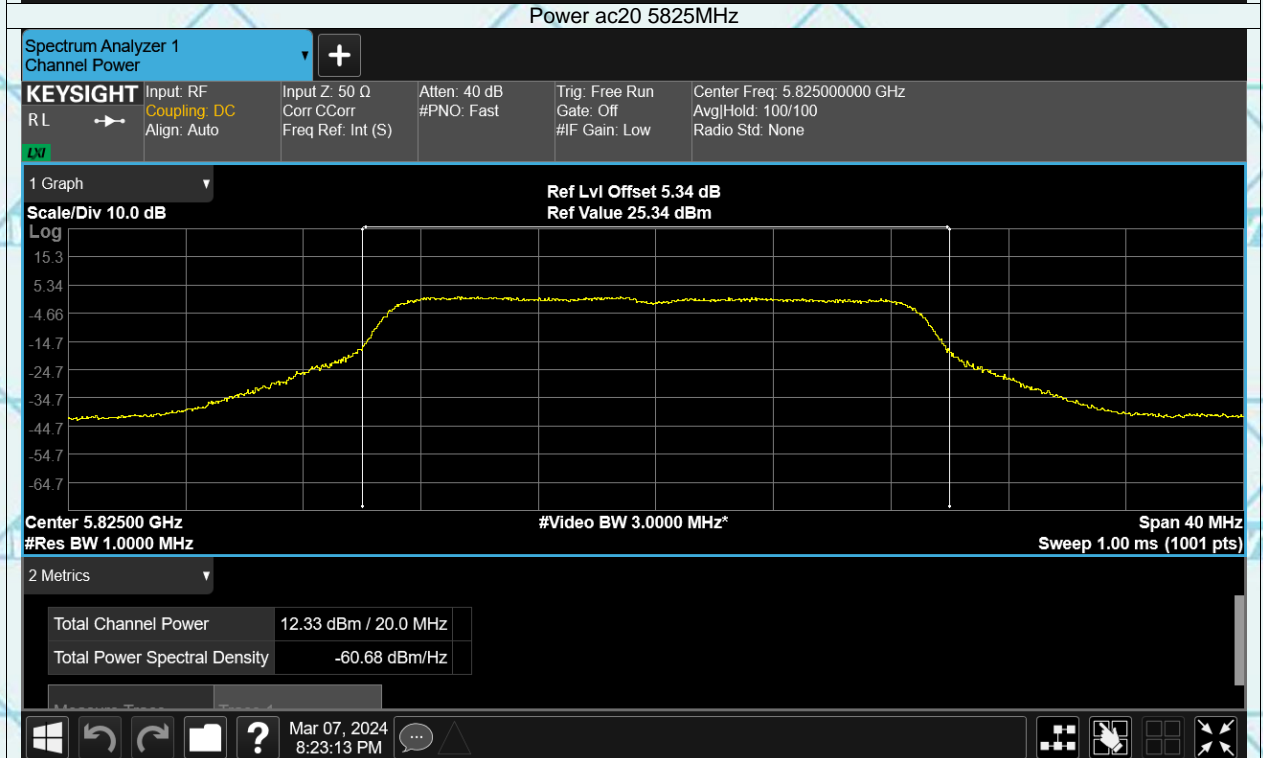 Power ac20 5825MHz
Spectrum Analyzer 1
Channel Power
KEYSIGHT
R L
LXI
Input: RF
Coupling: DC
Align: Auto
Input Z: 50 Ω
Corr CCorr
Freq Ref: Int (S)
Atten: 40 dB
#PNO: Fast
Trig: Free Run
Gate: Off
#IF Gain: Low
Center Freq: 5.825000000 GHz
Avg|Hold: 100/100
Radio Std: None
1 Graph
Scale/Div 10.0 dB
Ref Lvl Offset 5.34 dB
Ref Value 25.34 dBm
Log
15.3
5.34
-4.66
-14.7
-24.7
-34.7
-44.7
-54.7
-64.7
Center 5.82500 GHz
#Video BW 3.0000 MHz*
Span 40 MHz
#Res BW 1.0000 MHz
Sweep 1.00 ms (1001 pts)
2 Metrics
Total Channel Power 12.33 dBm / 20.0 MHz
Total Power Spectral Density -60.68 dBm/Hz
Measure Trace Trace 1
?
Mar 07, 2024
8:23:13 PM